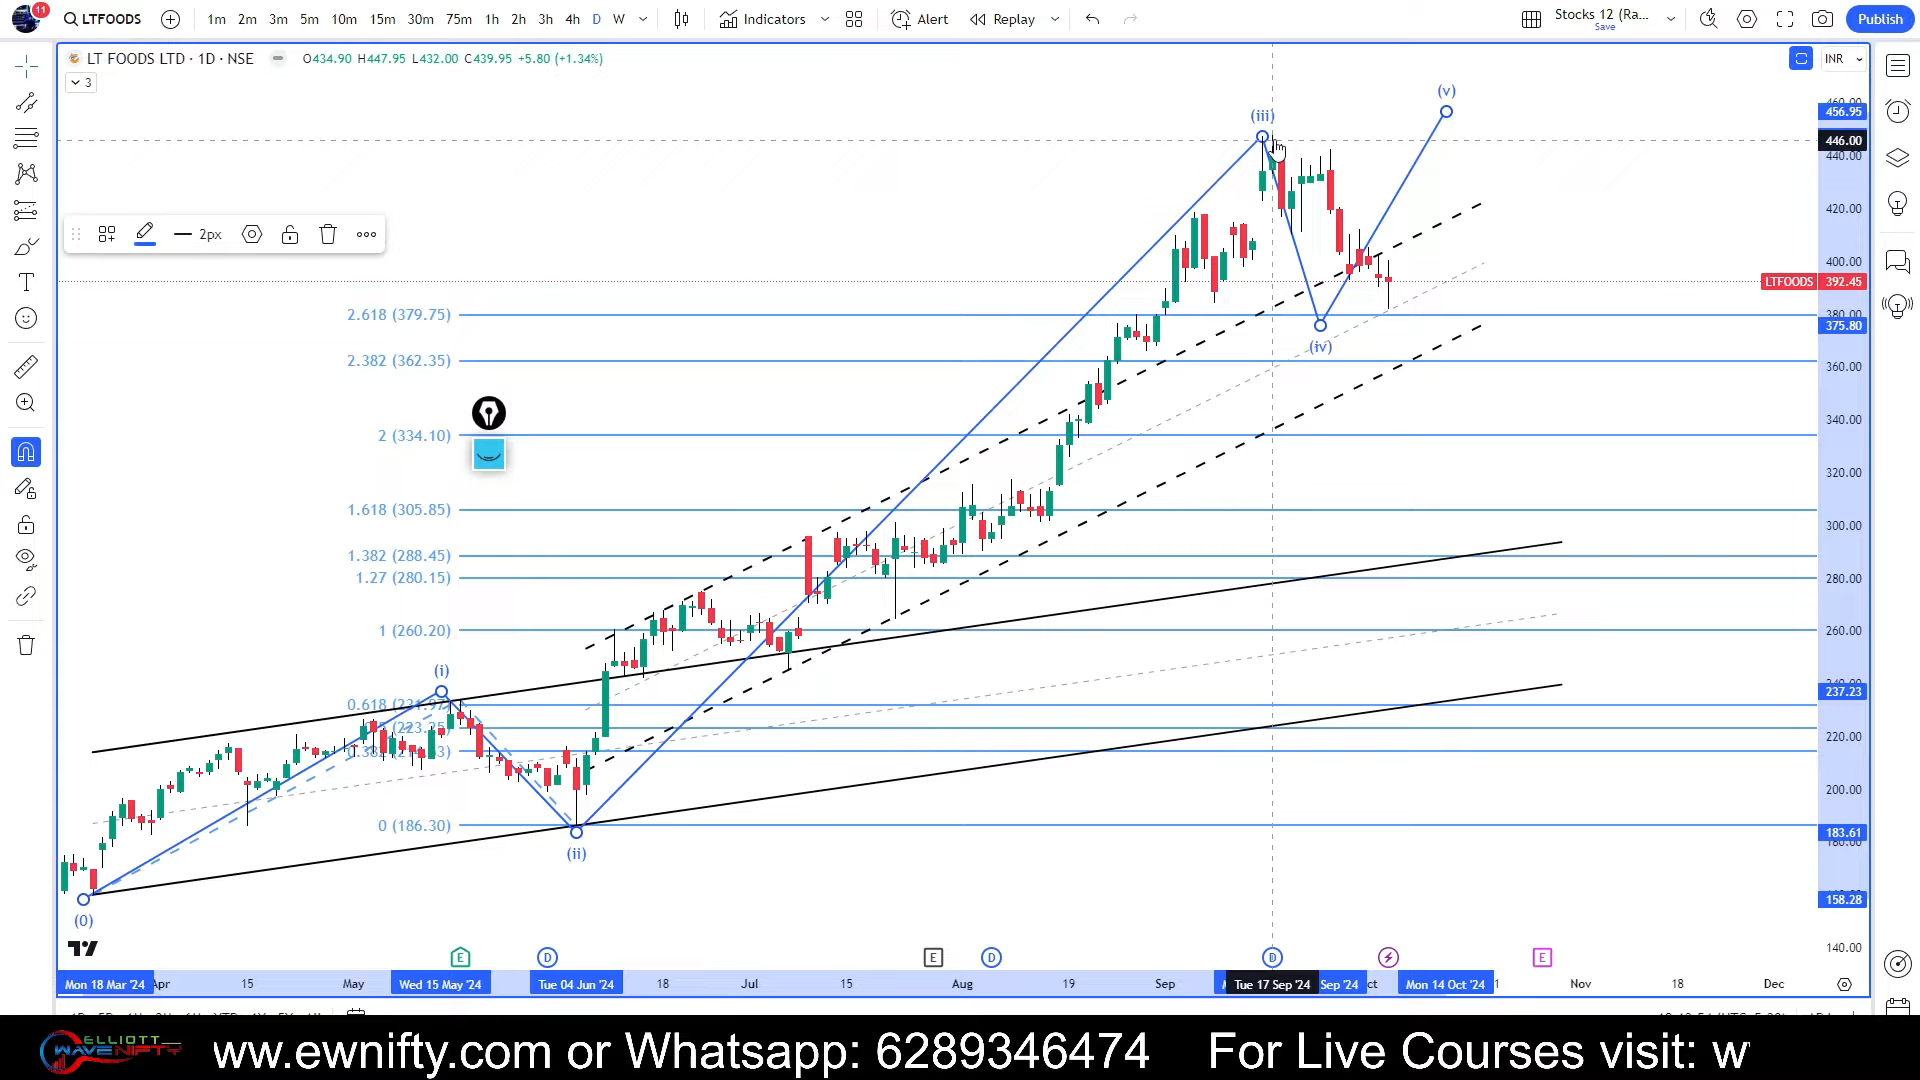 11
LTFOODS
1m 2m 3m 5m 10m 15m 30m 75m 1h 2h 3h 4h D W
Indicators
Alert
Replay
Stocks 12 (Ra...
Save
Publish
LT FOODS LTD · 1D · NSE
O434.90 H447.95 L432.00 C439.95 +5.80 (+1.34%)
INR
3
2px
(v)
(iii)
(iv)
(i)
(ii)
(0)
2.618 (379.75)
2.382 (362.35)
2 (334.10)
1.618 (305.85)
1.382 (288.45)
1.27 (280.15)
1 (260.20)
0 (186.30)
456.95
446.00
440.00
420.00
400.00
LTFOODS 392.45
375.80
360.00
340.00
320.00
300.00
280.00
260.00
237.23
220.00
200.00
183.61
180.00
158.28
140.00
E D E D D E
Mon 18 Mar '24 Apr 15 May Wed 15 May '24 Tue 04 Jun '24 18 Jul 15 Aug 19 Sep Tue 17 Sep '24 Sep '24 Mon 14 Oct '24 Nov 18 Dec
ELLIOTT
WAVE NIFTY
ww.ewnifty.com or Whatsapp: 6289346474 For Live Courses visit: w